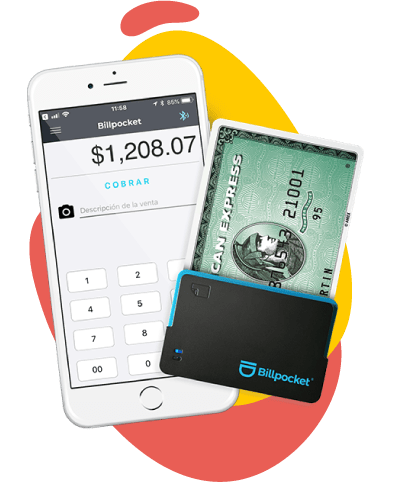 11:58
85%
Billpocket
$1,208.07
COBRAR
Descripción de la venta
1 2
4 5
7 8
00 0
CAN EXPRESS
21001
95
RTIN
Billpocket